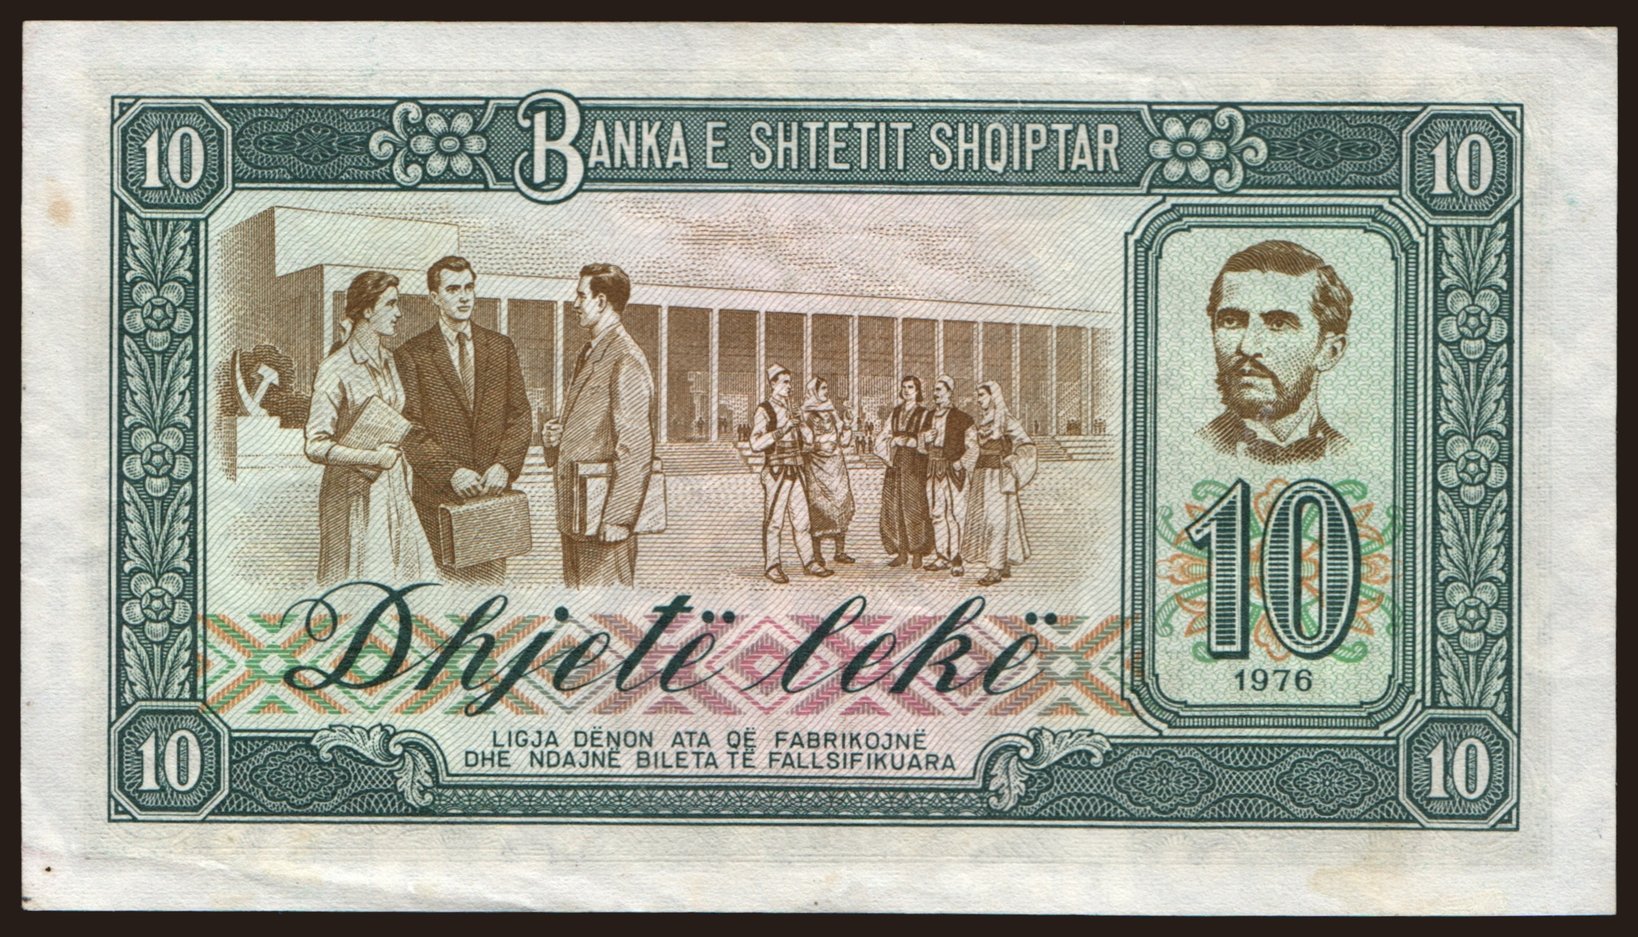 10 BANKA E SHTETIT SHQIPTAR 10
10
1976
Dhjetë lekë
LIGJA DËNON ATA QË FABRIKOJNË
DHE NDAJNË BILETA TË FALLSIFIKUARA
10 10